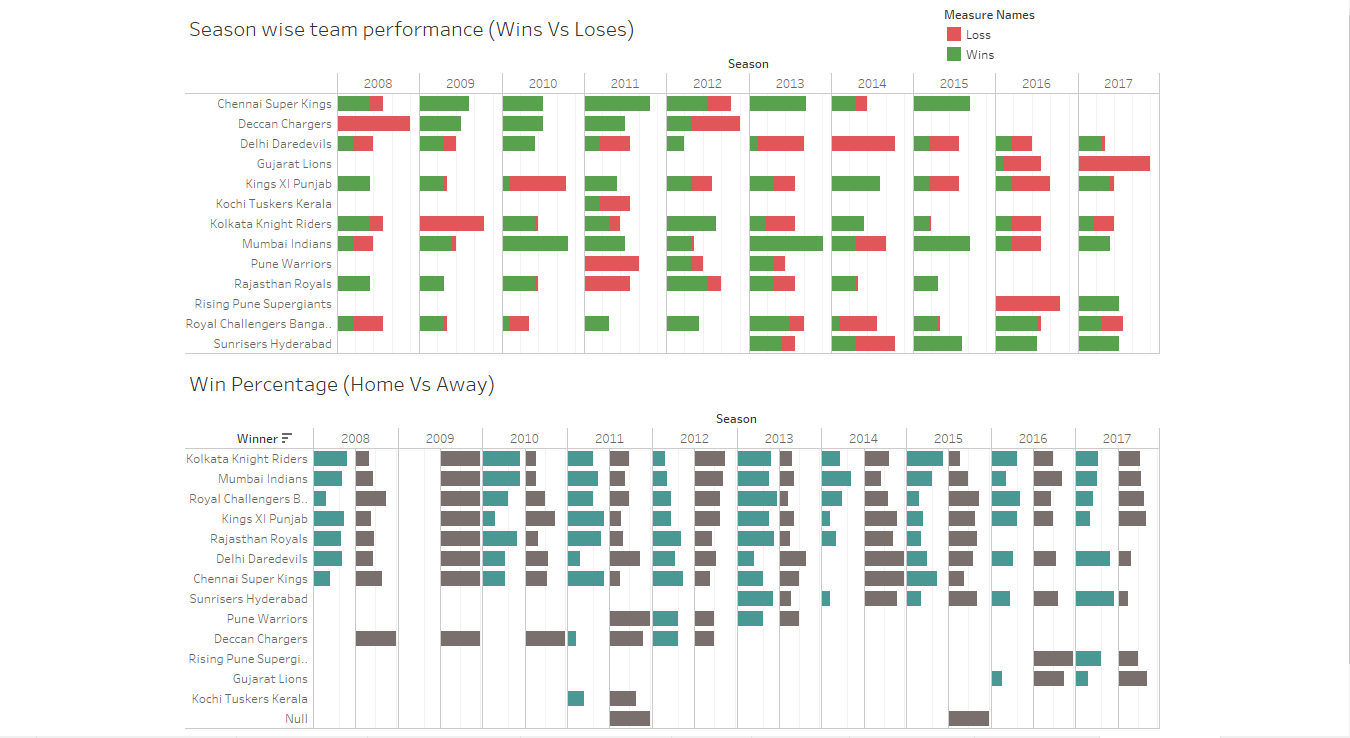 Season wise team performance (Wins Vs Loses)
Measure Names
Loss
Wins
Season
2008 2009 2010 2011 2012 2013 2014 2015 2016 2017
Chennai Super Kings
Deccan Chargers
Delhi Daredevils
Gujarat Lions
Kings XI Punjab
Kochi Tuskers Kerala
Kolkata Knight Riders
Mumbai Indians
Pune Warriors
Rajasthan Royals
Rising Pune Supergiants
Royal Challengers Banga..
Sunrisers Hyderabad
Win Percentage (Home Vs Away)
Season
Winner 2008 2009 2010 2011 2012 2013 2014 2015 2016 2017
Kolkata Knight Riders
Mumbai Indians
Royal Challengers B..
Kings XI Punjab
Rajasthan Royals
Delhi Daredevils
Chennai Super Kings
Sunrisers Hyderabad
Pune Warriors
Deccan Chargers
Rising Pune Supergi..
Gujarat Lions
Kochi Tuskers Kerala
Null